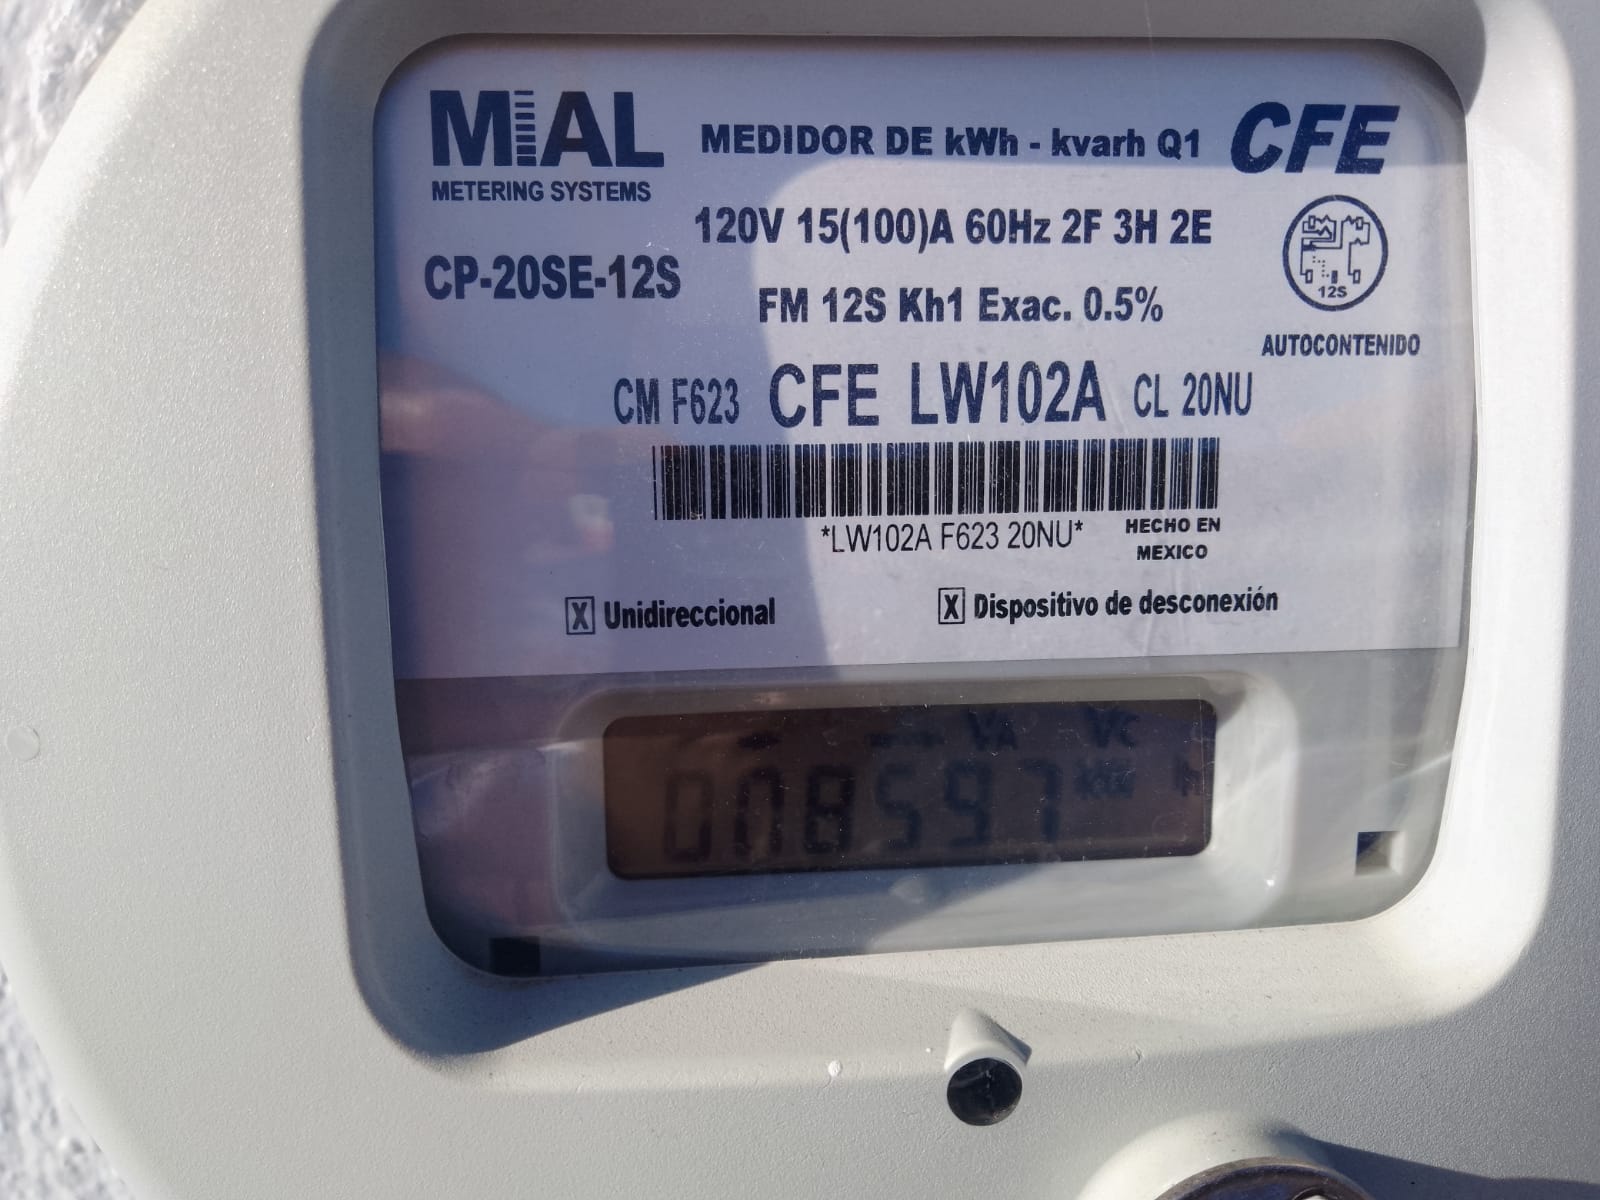 MIAL
METERING SYSTEMS
MEDIDOR DE kWh - kvarh Q1
CFE
120V 15(100)A 60Hz 2F 3H 2E
CP-20SE-12S
FM 12S Kh1 Exac. 0.5%
12S
AUTOCONTENIDO
CM F623 CFE LW102A CL 20NU
*LW102A F623 20NU*
HECHO EN
MEXICO
X Unidireccional
X Dispositivo de desconexión
VA VC
008597